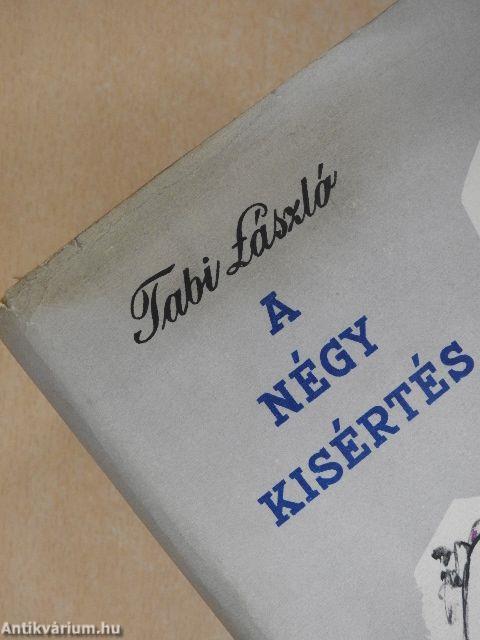 Tabi László
A
NÉGY
KISÉRTÉS
Antikvárium.hu